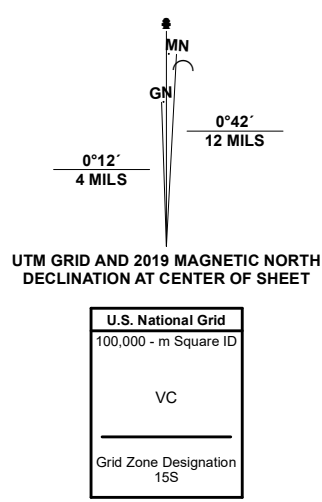 MN
GN
0°42´
12 MILS
0°12´
4 MILS
UTM GRID AND 2019 MAGNETIC NORTH
DECLINATION AT CENTER OF SHEET
U.S. National Grid
100,000 - m Square ID
VC
Grid Zone Designation
15S